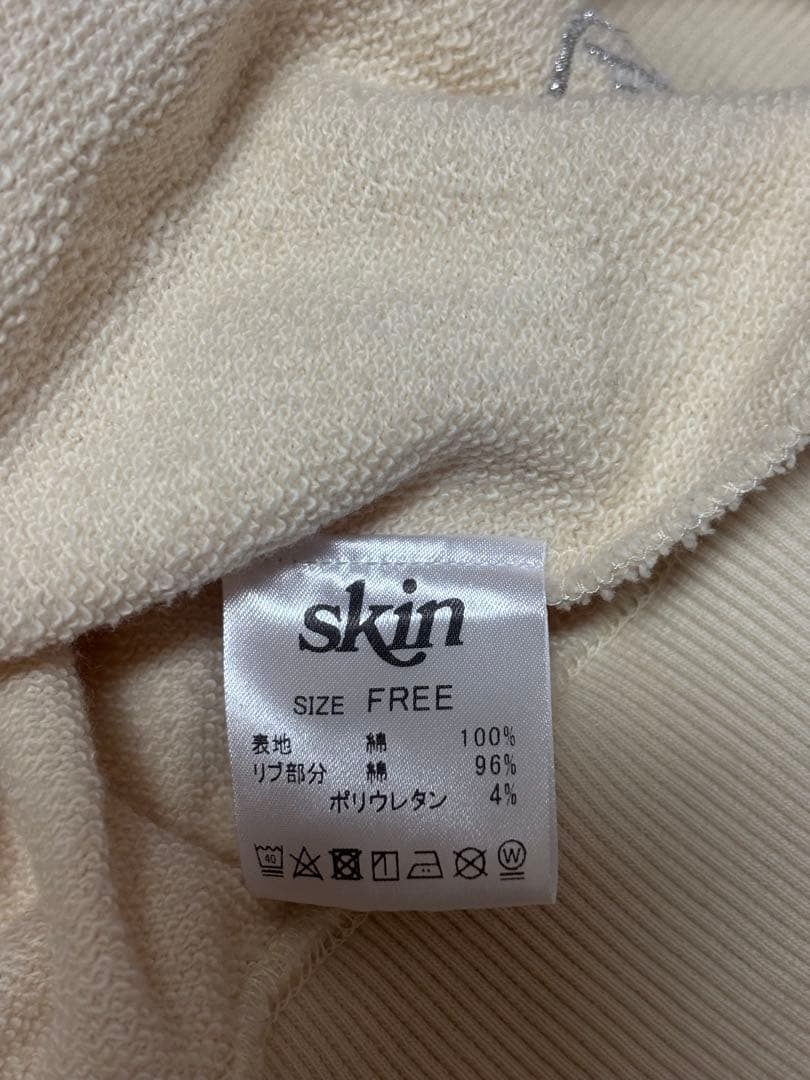 skin
SIZE FREE
表地 綿 100%
リブ部分 綿 96%
ポリウレタン 4%
40 W